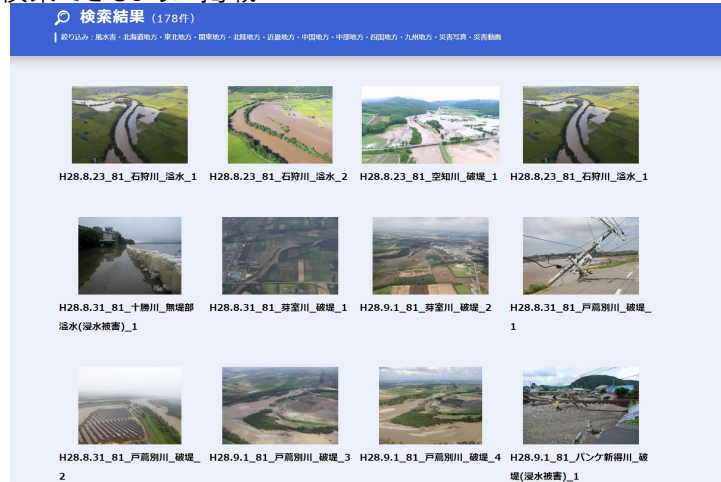 検索結果（178件）
絞り込み：風水害・北海道地方・東北地方・関東地方・北陸地方・近畿地方・中国地方・中部地方・四国地方・九州地方・災害写真・災害動画
H28.8.23_81_石狩川_溢水_1
H28.8.23_81_石狩川_溢水_2
H28.8.23_81_空知川_破堤_1
H28.8.23_81_石狩川_溢水_1
H28.8.31_81_十勝川_無堤部
溢水(浸水被害)_1
H28.8.31_81_芽室川_破堤_1
H28.9.1_81_芽室川_破堤_2
H28.8.31_81_戸蔦別川_破堤_
1
H28.8.31_81_戸蔦別川_破堤_
2
H28.9.1_81_戸蔦別川_破堤_3
H28.9.1_81_戸蔦別川_破堤_4
H28.9.1_81_パンケ新得川_破
堤(浸水被害)_1